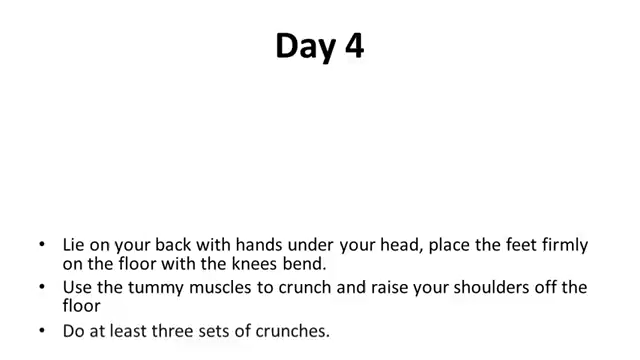 Day 4
• Lie on your back with hands under your head, place the feet firmly
on the floor with the knees bend.
• Use the tummy muscles to crunch and raise your shoulders off the
floor
• Do at least three sets of crunches.